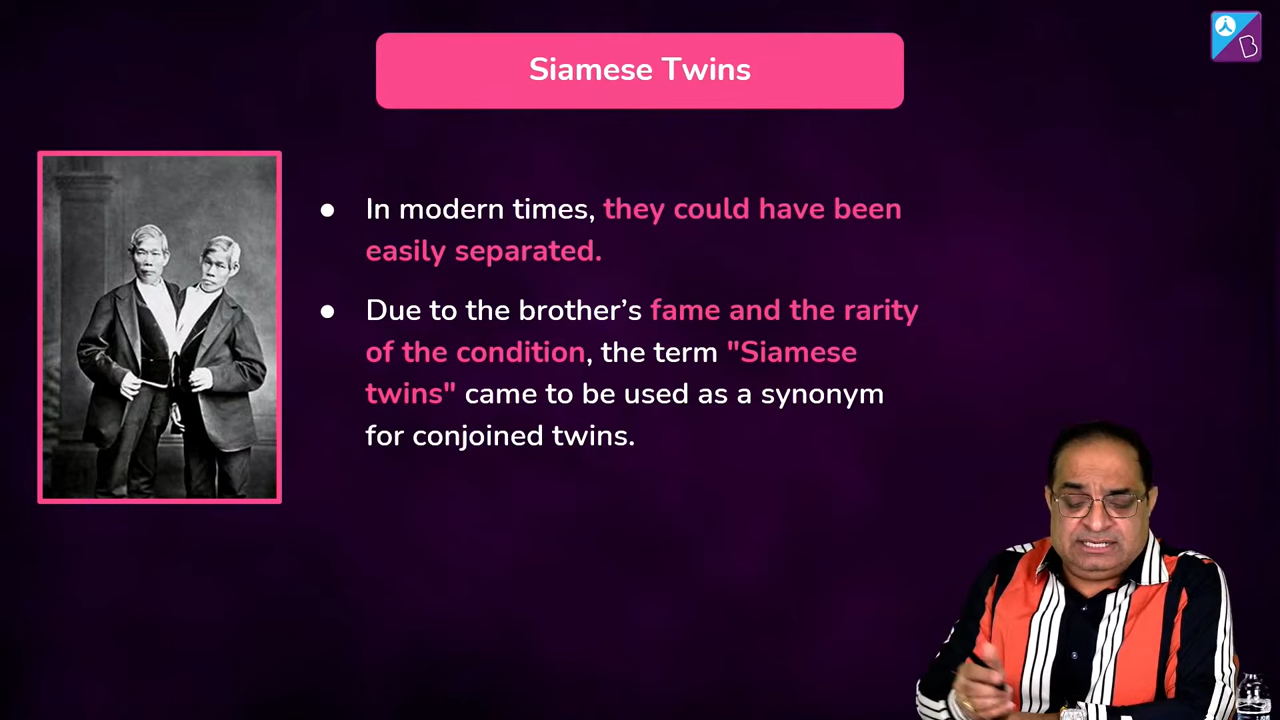 Siamese Twins
● In modern times, they could have been
easily separated.
● Due to the brother’s fame and the rarity
of the condition, the term "Siamese
twins" came to be used as a synonym
for conjoined twins.
B